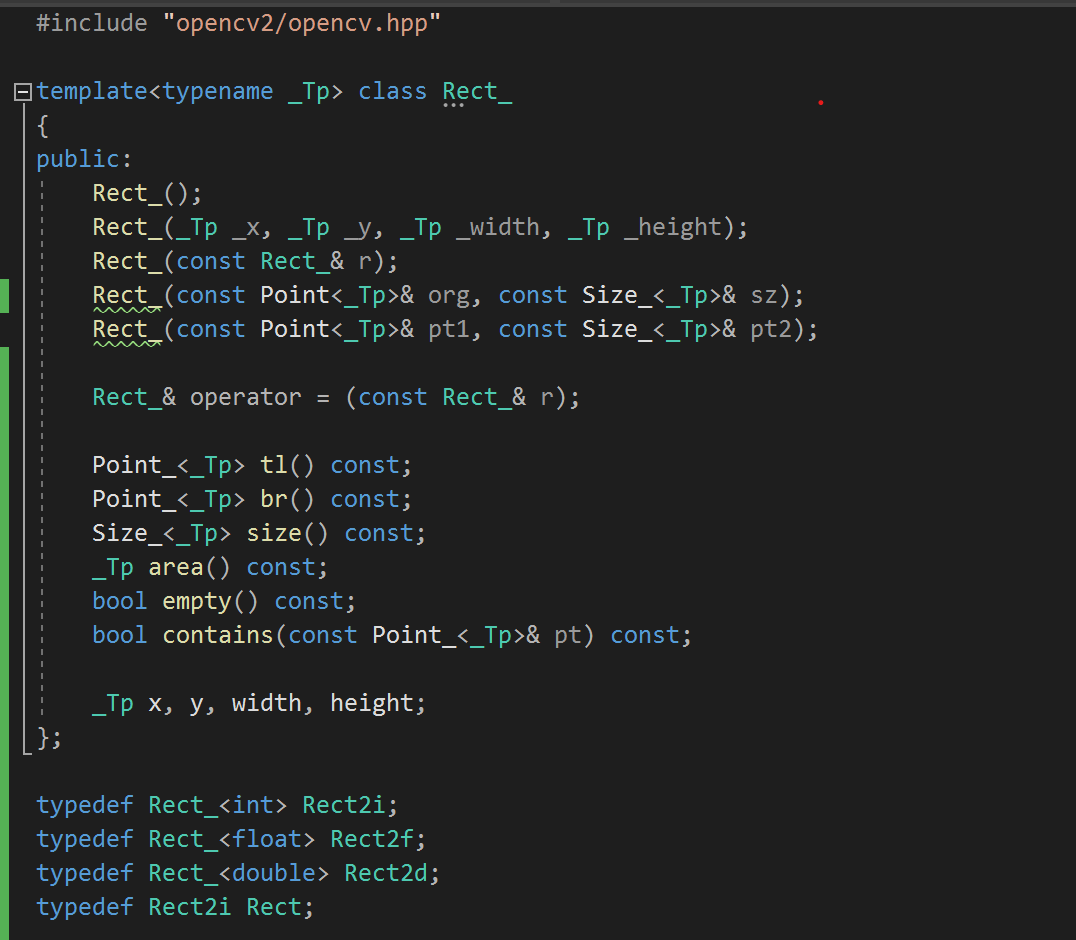 #include "opencv2/opencv.hpp"
template<typename _Tp> class Rect_
{
public:
Rect_();
Rect_(_Tp _x, _Tp _y, _Tp _width, _Tp _height);
Rect_(const Rect_& r);
Rect_(const Point<_Tp>& org, const Size_<_Tp>& sz);
Rect_(const Point<_Tp>& pt1, const Size_<_Tp>& pt2);
Rect_& operator = (const Rect_& r);
Point_<_Tp> tl() const;
Point_<_Tp> br() const;
Size_<_Tp> size() const;
_Tp area() const;
bool empty() const;
bool contains(const Point_<_Tp>& pt) const;
_Tp x, y, width, height;
};
typedef Rect_<int> Rect2i;
typedef Rect_<float> Rect2f;
typedef Rect_<double> Rect2d;
typedef Rect2i Rect;